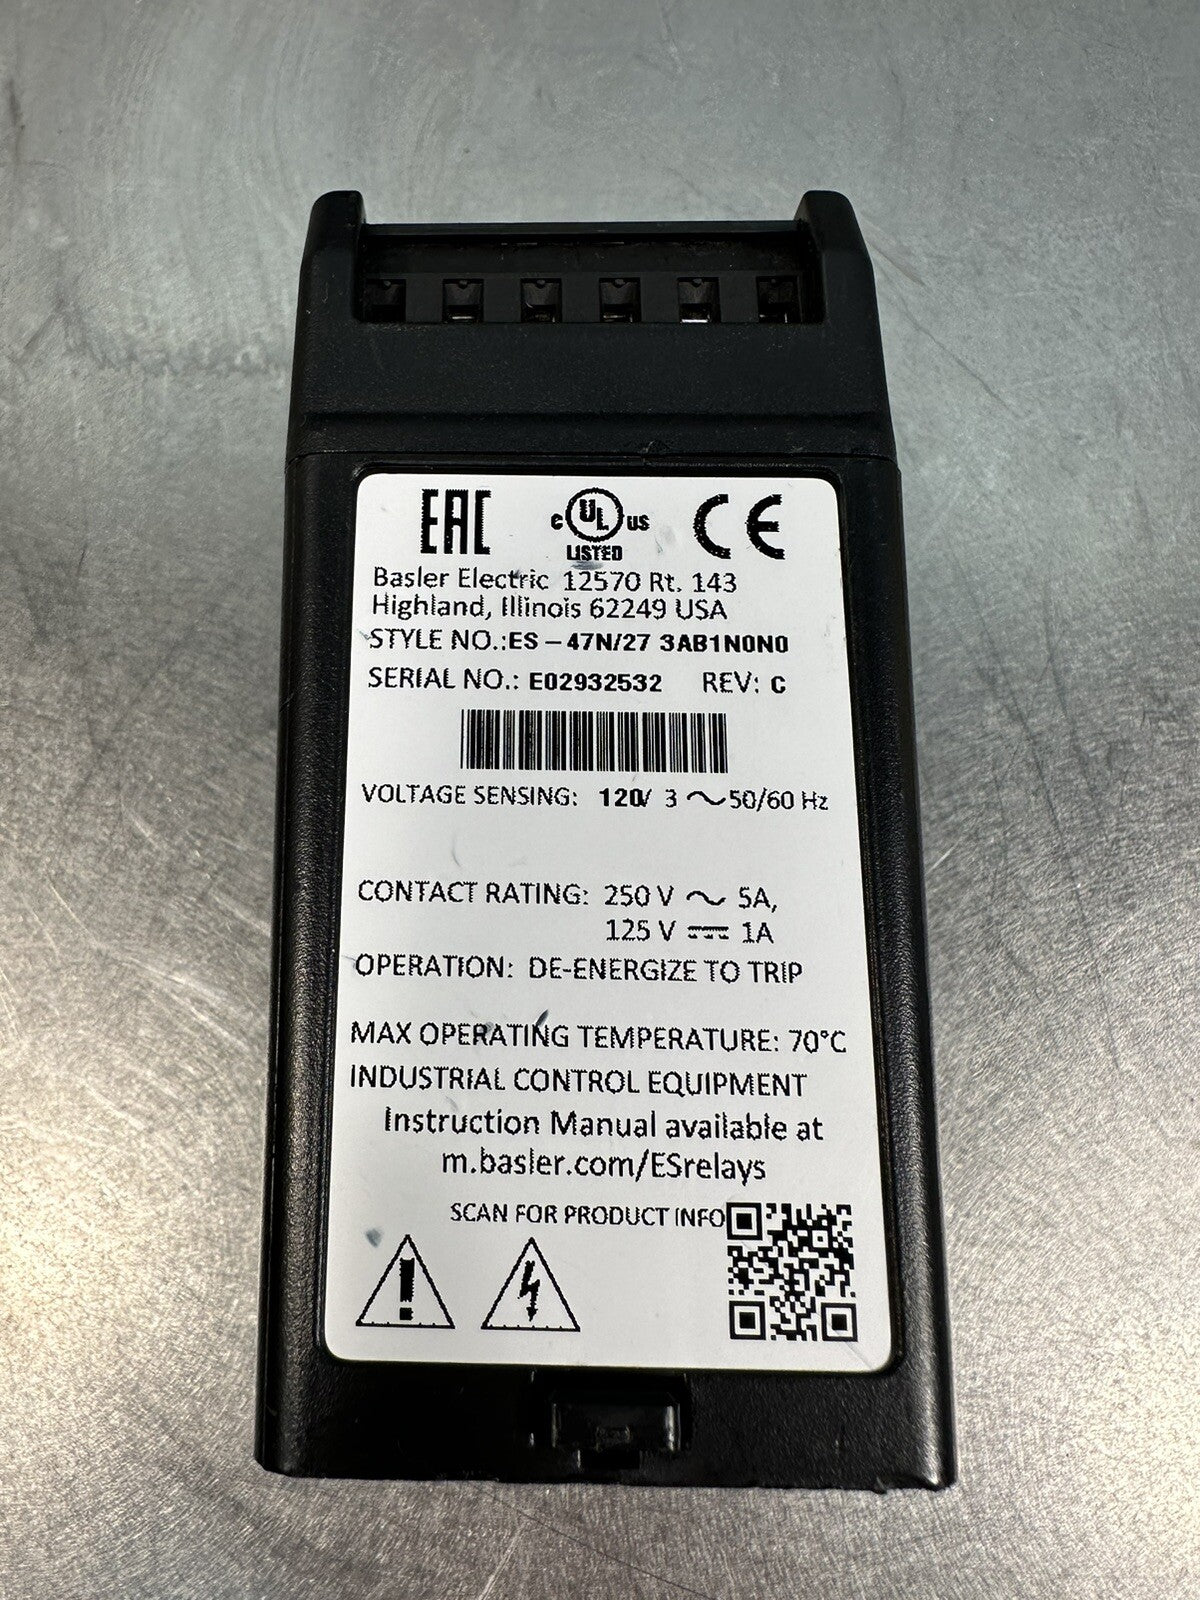 EAC c UL US CE
LISTED
Basler Electric 12570 Rt. 143
Highland, Illinois 62249 USA
STYLE NO.:ES - 47N/27 3AB1N0N0
SERIAL NO.: E02932532 REV: C
VOLTAGE SENSING: 120V 3 ~ 50/60 Hz
CONTACT RATING: 250 V ~ 5A,
125 V ⎓ 1A
OPERATION: DE-ENERGIZE TO TRIP
MAX OPERATING TEMPERATURE: 70°C
INDUSTRIAL CONTROL EQUIPMENT
Instruction Manual available at
m.basler.com/ESrelays
SCAN FOR PRODUCT INFO